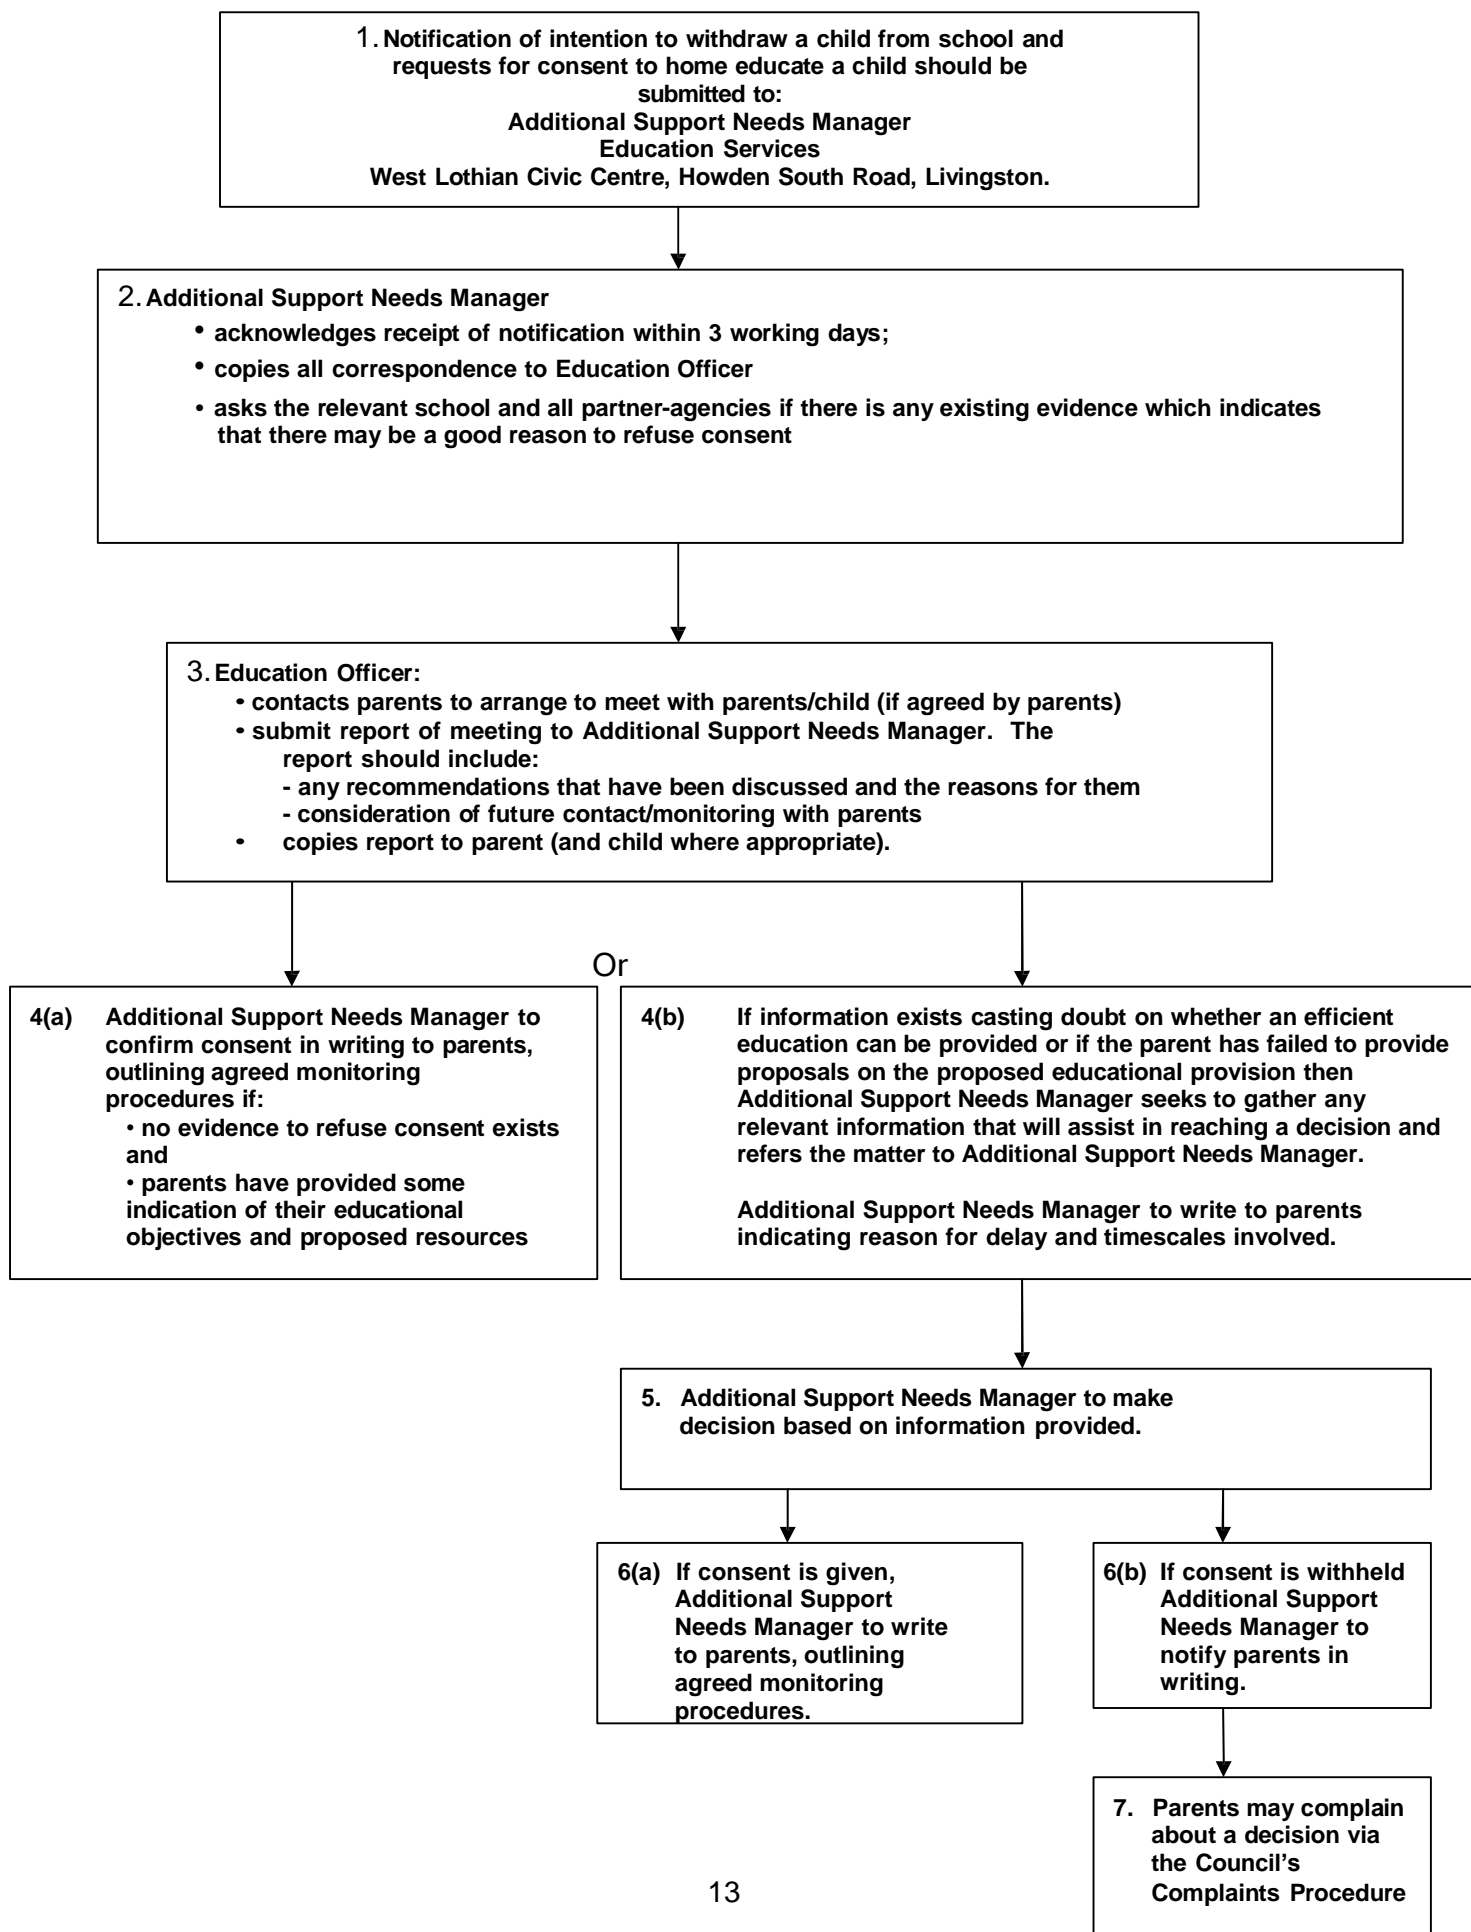 1. Notification of intention to withdraw a child from school and
requests for consent to home educate a child should be
submitted to:
Additional Support Needs Manager
Education Services
West Lothian Civic Centre, Howden South Road, Livingston.
2. Additional Support Needs Manager
• acknowledges receipt of notification within 3 working days;
• copies all correspondence to Education Officer
• asks the relevant school and all partner-agencies if there is any existing evidence which indicates
that there may be a good reason to refuse consent
3. Education Officer:
• contacts parents to arrange to meet with parents/child (if agreed by parents)
• submit report of meeting to Additional Support Needs Manager. The
report should include:
- any recommendations that have been discussed and the reasons for them
- consideration of future contact/monitoring with parents
• copies report to parent (and child where appropriate).
Or
4(a) Additional Support Needs Manager to
confirm consent in writing to parents,
outlining agreed monitoring
procedures if:
• no evidence to refuse consent exists
and
• parents have provided some
indication of their educational
objectives and proposed resources
4(b) If information exists casting doubt on whether an efficient
education can be provided or if the parent has failed to provide
proposals on the proposed educational provision then
Additional Support Needs Manager seeks to gather any
relevant information that will assist in reaching a decision and
refers the matter to Additional Support Needs Manager.
Additional Support Needs Manager to write to parents
indicating reason for delay and timescales involved.
5. Additional Support Needs Manager to make
decision based on information provided.
6(a) If consent is given,
Additional Support
Needs Manager to write
to parents, outlining
agreed monitoring
procedures.
6(b) If consent is withheld
Additional Support
Needs Manager to
notify parents in
writing.
7. Parents may complain
about a decision via
the Council's
Complaints Procedure
13